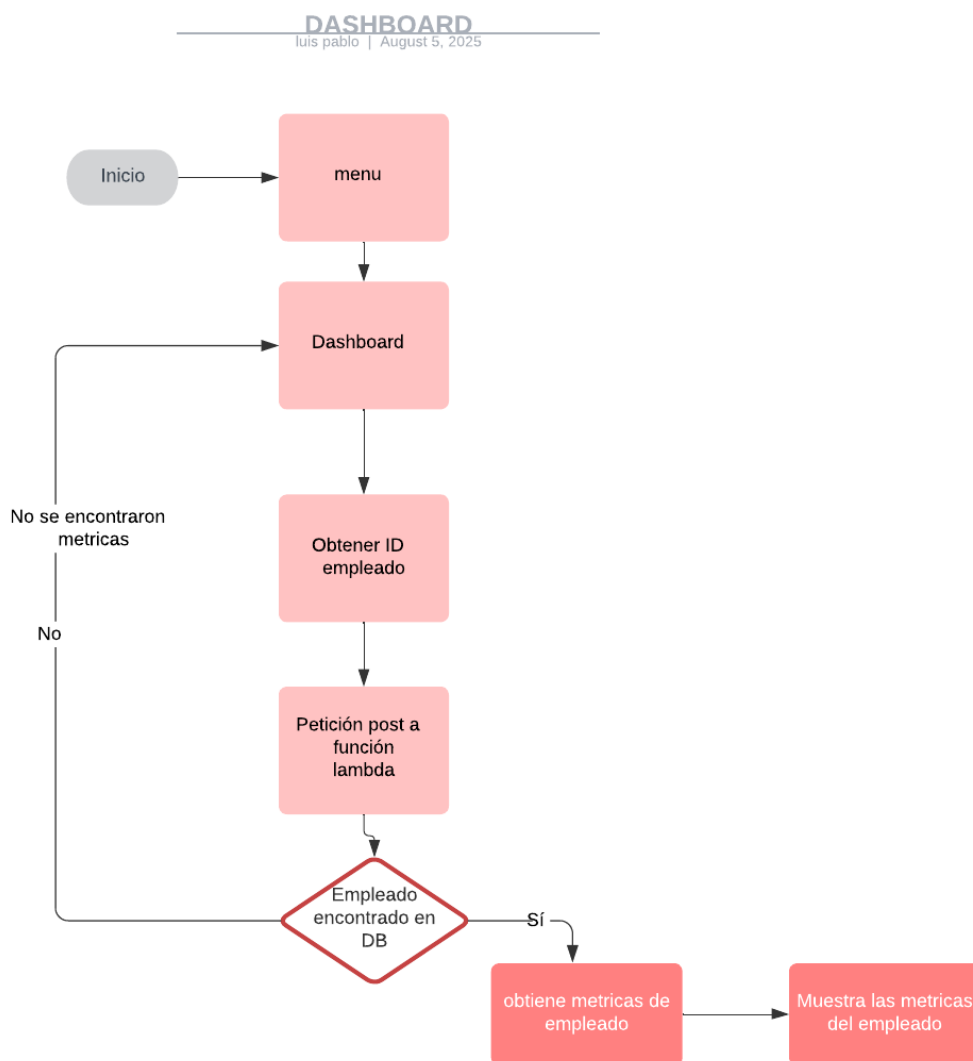 DASHBOARD
luis pablo | August 5, 2025
Inicio
menu
Dashboard
No se encontraron
metricas
Obtener ID
empleado
No
Petición post a
función
lambda
Empleado
encontrado en
DB
Sí
obtiene metricas de
empleado
Muestra las metricas
del empleado